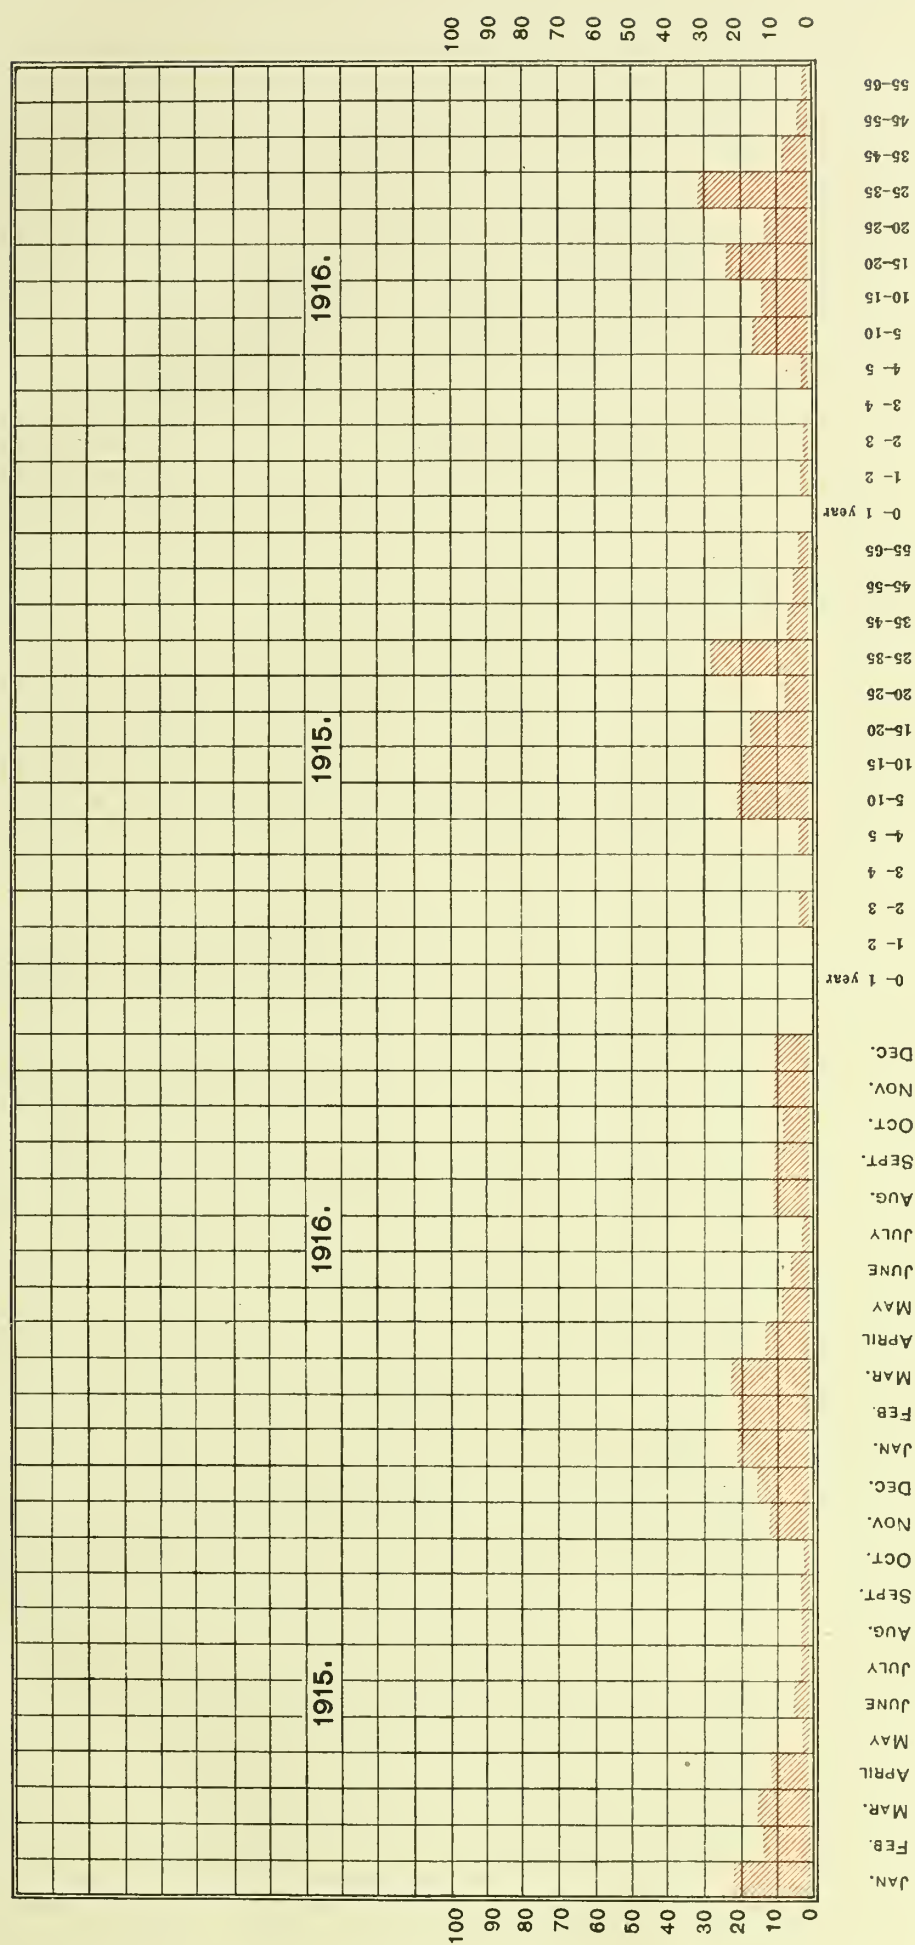 100
90
80
70
60
50
40
30
20
10
0
1915.
1916.
1915.
1916.
100
90
80
70
60
50
40
30
20
10
0
JAN.
FEB.
MAR.
APRIL
MAY
JUNE
JULY
AUG.
SEPT.
OCT.
NOV.
DEC.
JAN.
FEB.
MAR.
APRIL
MAY
JUNE
JULY
AUG.
SEPT.
OCT.
NOV.
DEC.
0- 1 year
1- 2
2- 3
3- 4
4- 5
5-10
10-15
15-20
20-25
25-35
35-45
45-55
55-65
0- 1 year
1- 2
2- 3
3- 4
4- 5
5-10
10-15
15-20
20-25
25-35
35-45
45-55
55-65